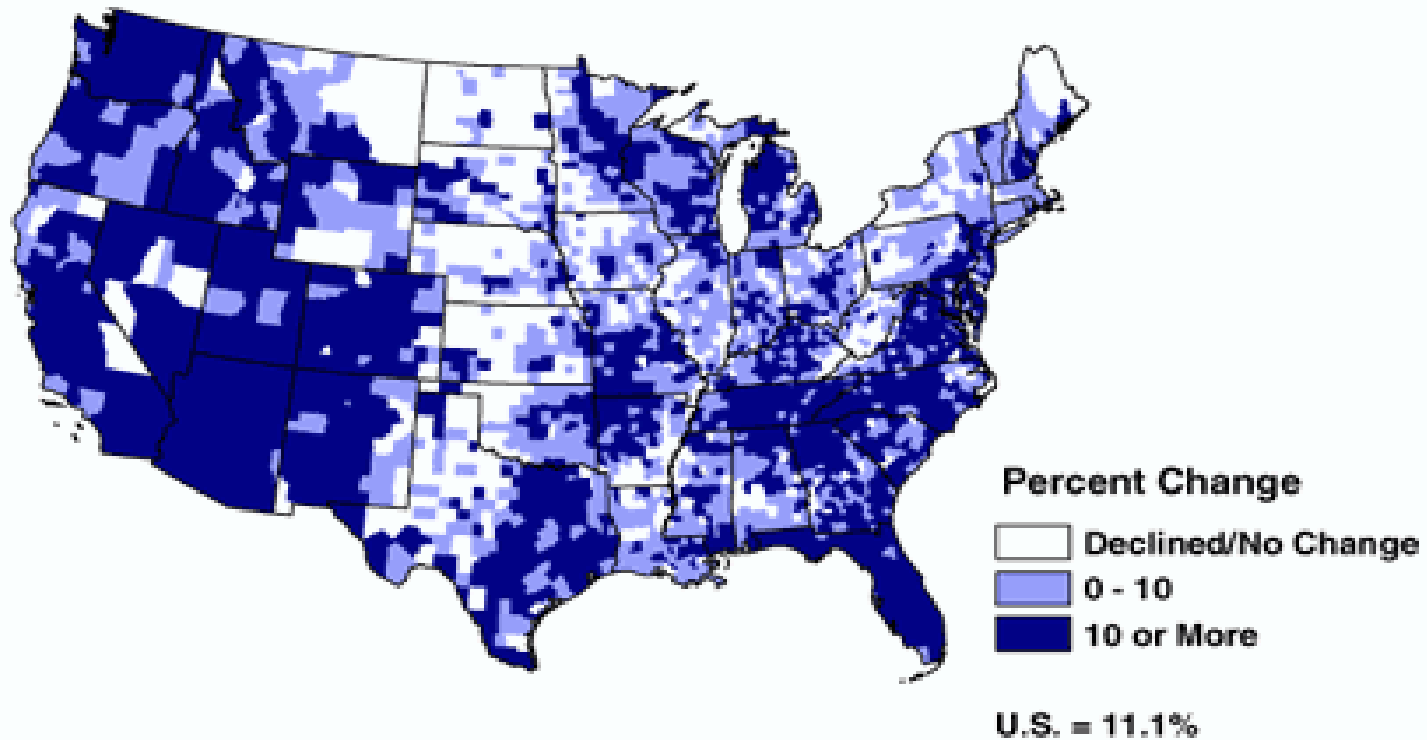 Percent Change
Declined/No Change
0 - 10
10 or More
U.S. = 11.1%